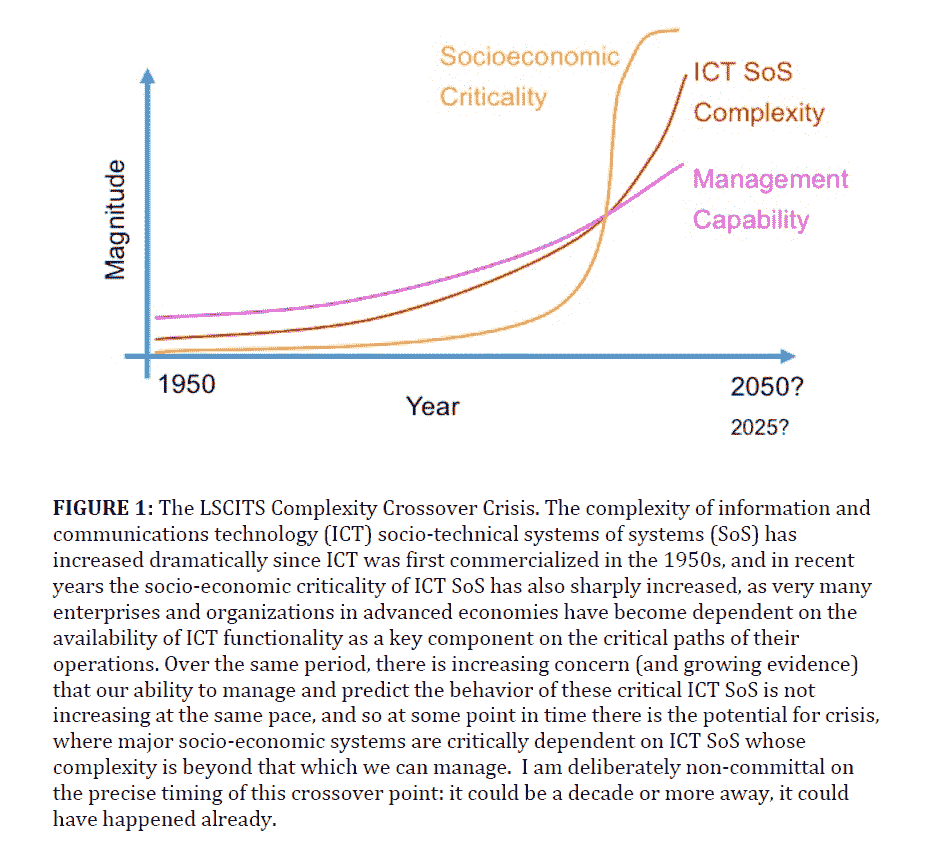 Socioeconomic
Criticality
ICT SoS
Complexity
Management
Capability
Magnitude
1950
Year
2050?
2025?
FIGURE 1: The LSCITS Complexity Crossover Crisis. The complexity of information and
communications technology (ICT) socio-technical systems of systems (SoS) has
increased dramatically since ICT was first commercialized in the 1950s, and in recent
years the socio-economic criticality of ICT SoS has also sharply increased, as very many
enterprises and organizations in advanced economies have become dependent on the
availability of ICT functionality as a key component on the critical paths of their
operations. Over the same period, there is increasing concern (and growing evidence)
that our ability to manage and predict the behavior of these critical ICT SoS is not
increasing at the same pace, and so at some point in time there is the potential for crisis,
where major socio-economic systems are critically dependent on ICT SoS whose
complexity is beyond that which we can manage.  I am deliberately non-committal on
the precise timing of this crossover point: it could be a decade or more away, it could
have happened already.